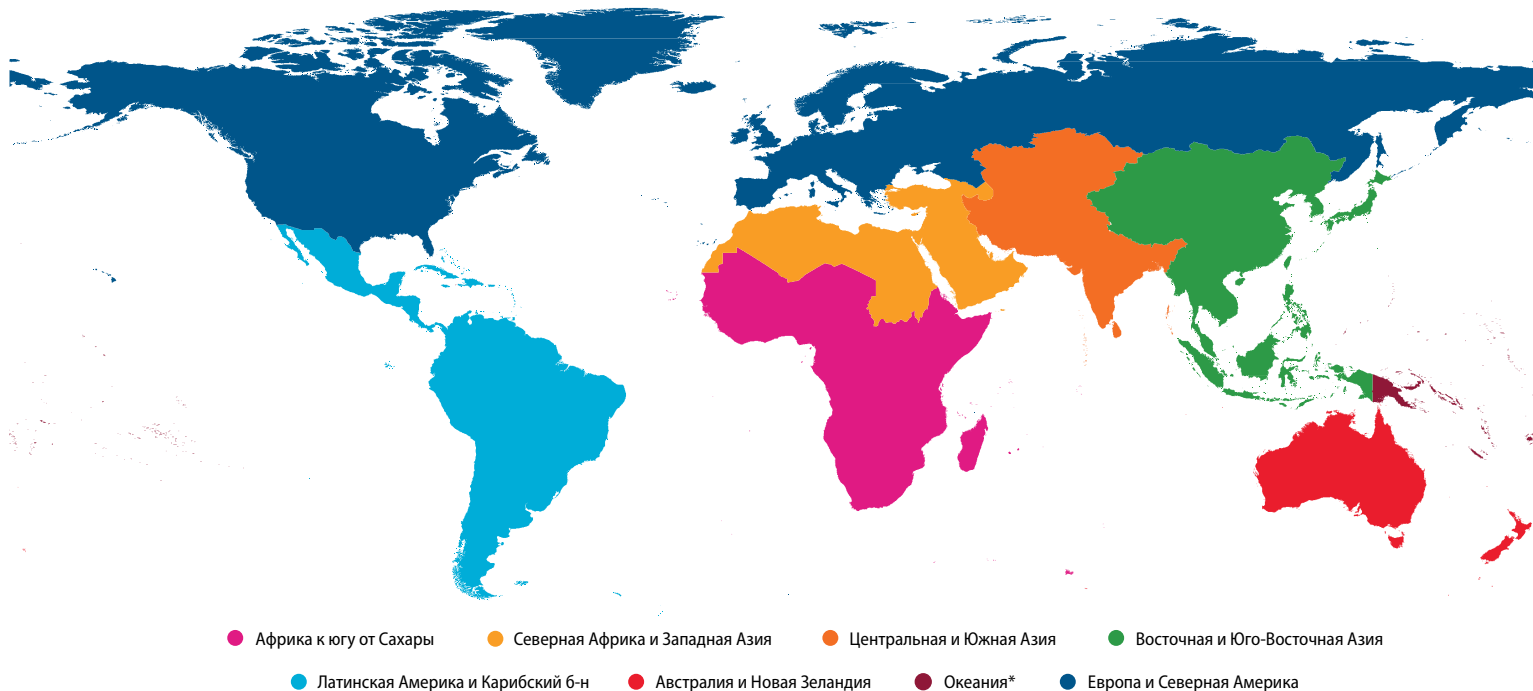 Африка к югу от Сахары Северная Африка и Западная Азия Центральная и Южная Азия Восточная и Юго-Восточная Азия
Латинская Америка и Карибский б-н Австралия и Новая Зеландия Океания* Европа и Северная Америка